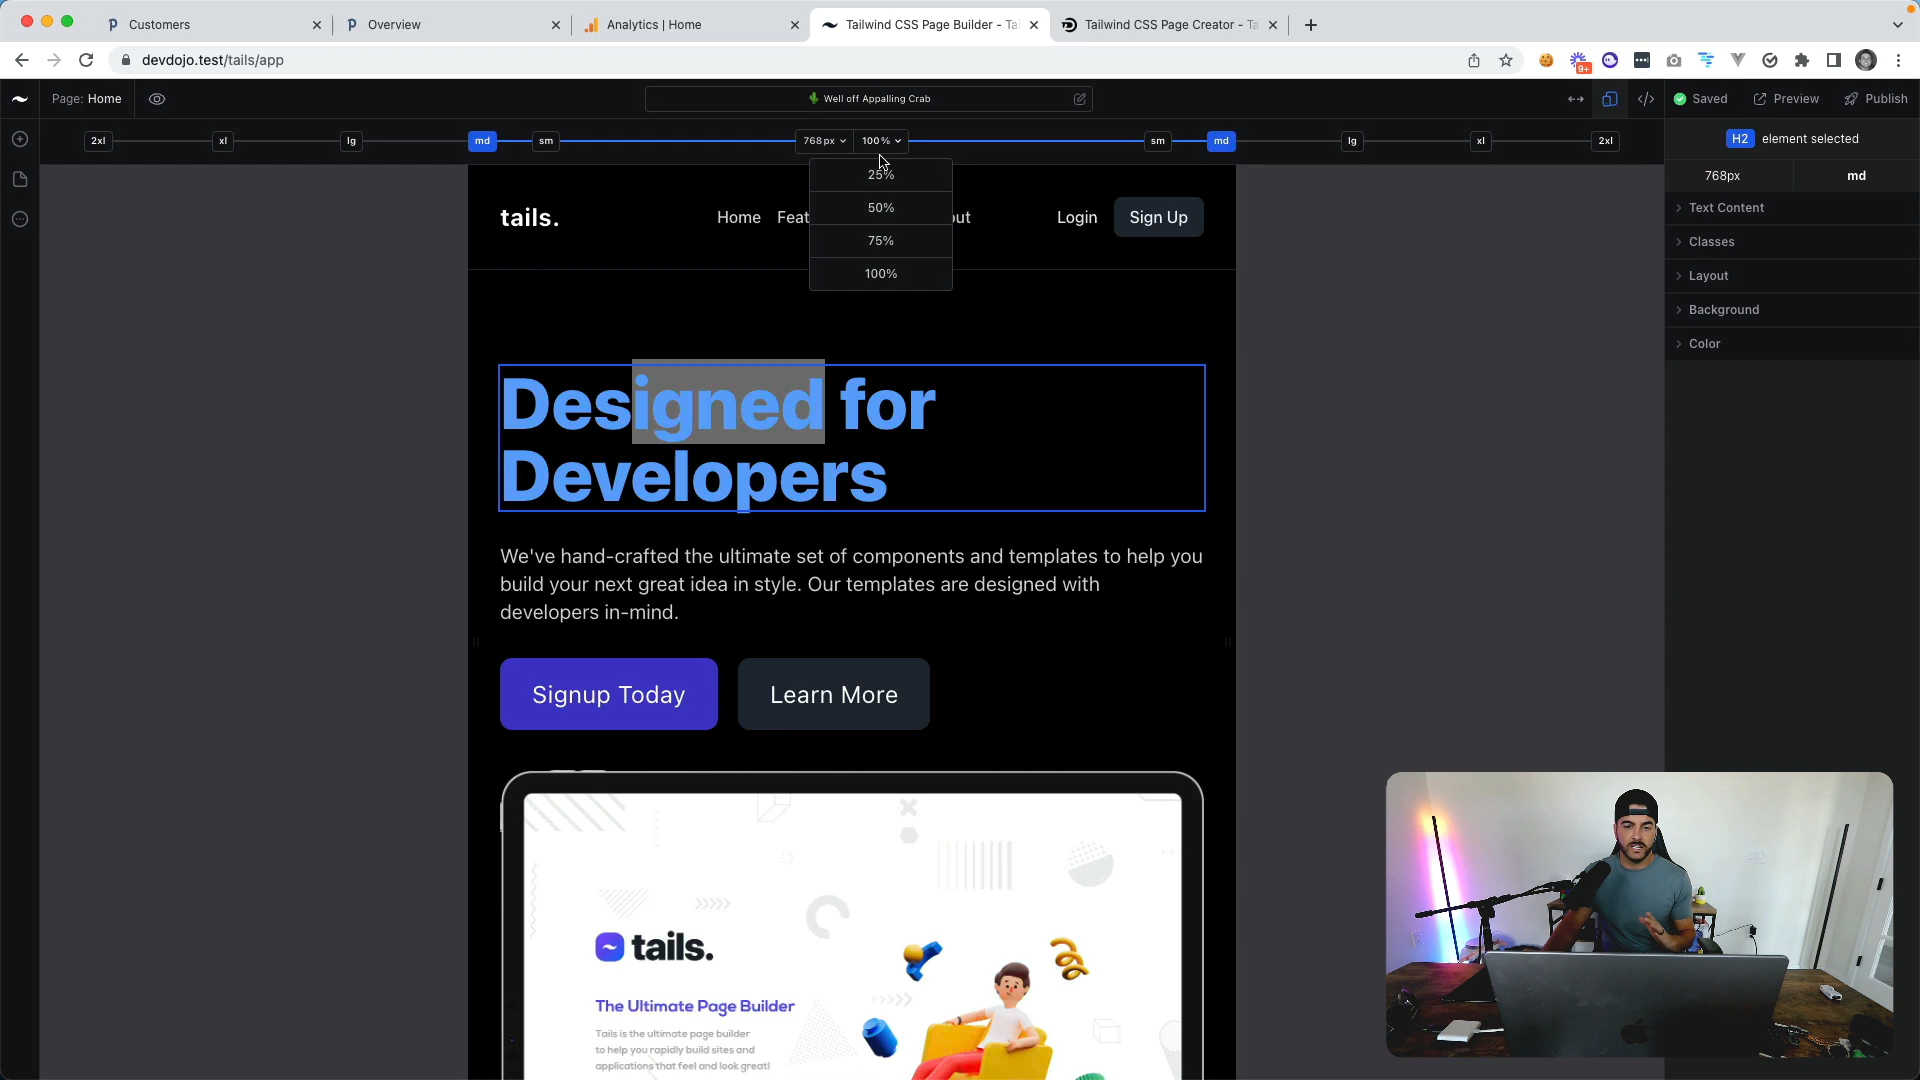 Customers
Overview
Analytics | Home
Tailwind CSS Page Builder - Ta
Tailwind CSS Page Creator - Ta
devdojo.test/tails/app
9+
Page: Home
Well off Appalling Crab
Saved
Preview
Publish
2xl
xl
lg
md
sm
768px
100%
sm
md
lg
xl
2xl
H2 element selected
25%
50%
75%
100%
768px
md
Text Content
Classes
Layout
Background
Color
tails.
Home
Feat
out
Login
Sign Up
Designed for
Developers
We've hand-crafted the ultimate set of components and templates to help you
build your next great idea in style. Our templates are designed with
developers in-mind.
Signup Today
Learn More
tails.
The Ultimate Page Builder
Tails is the ultimate page builder
to help you rapidly build sites and
applications that feel and look great!